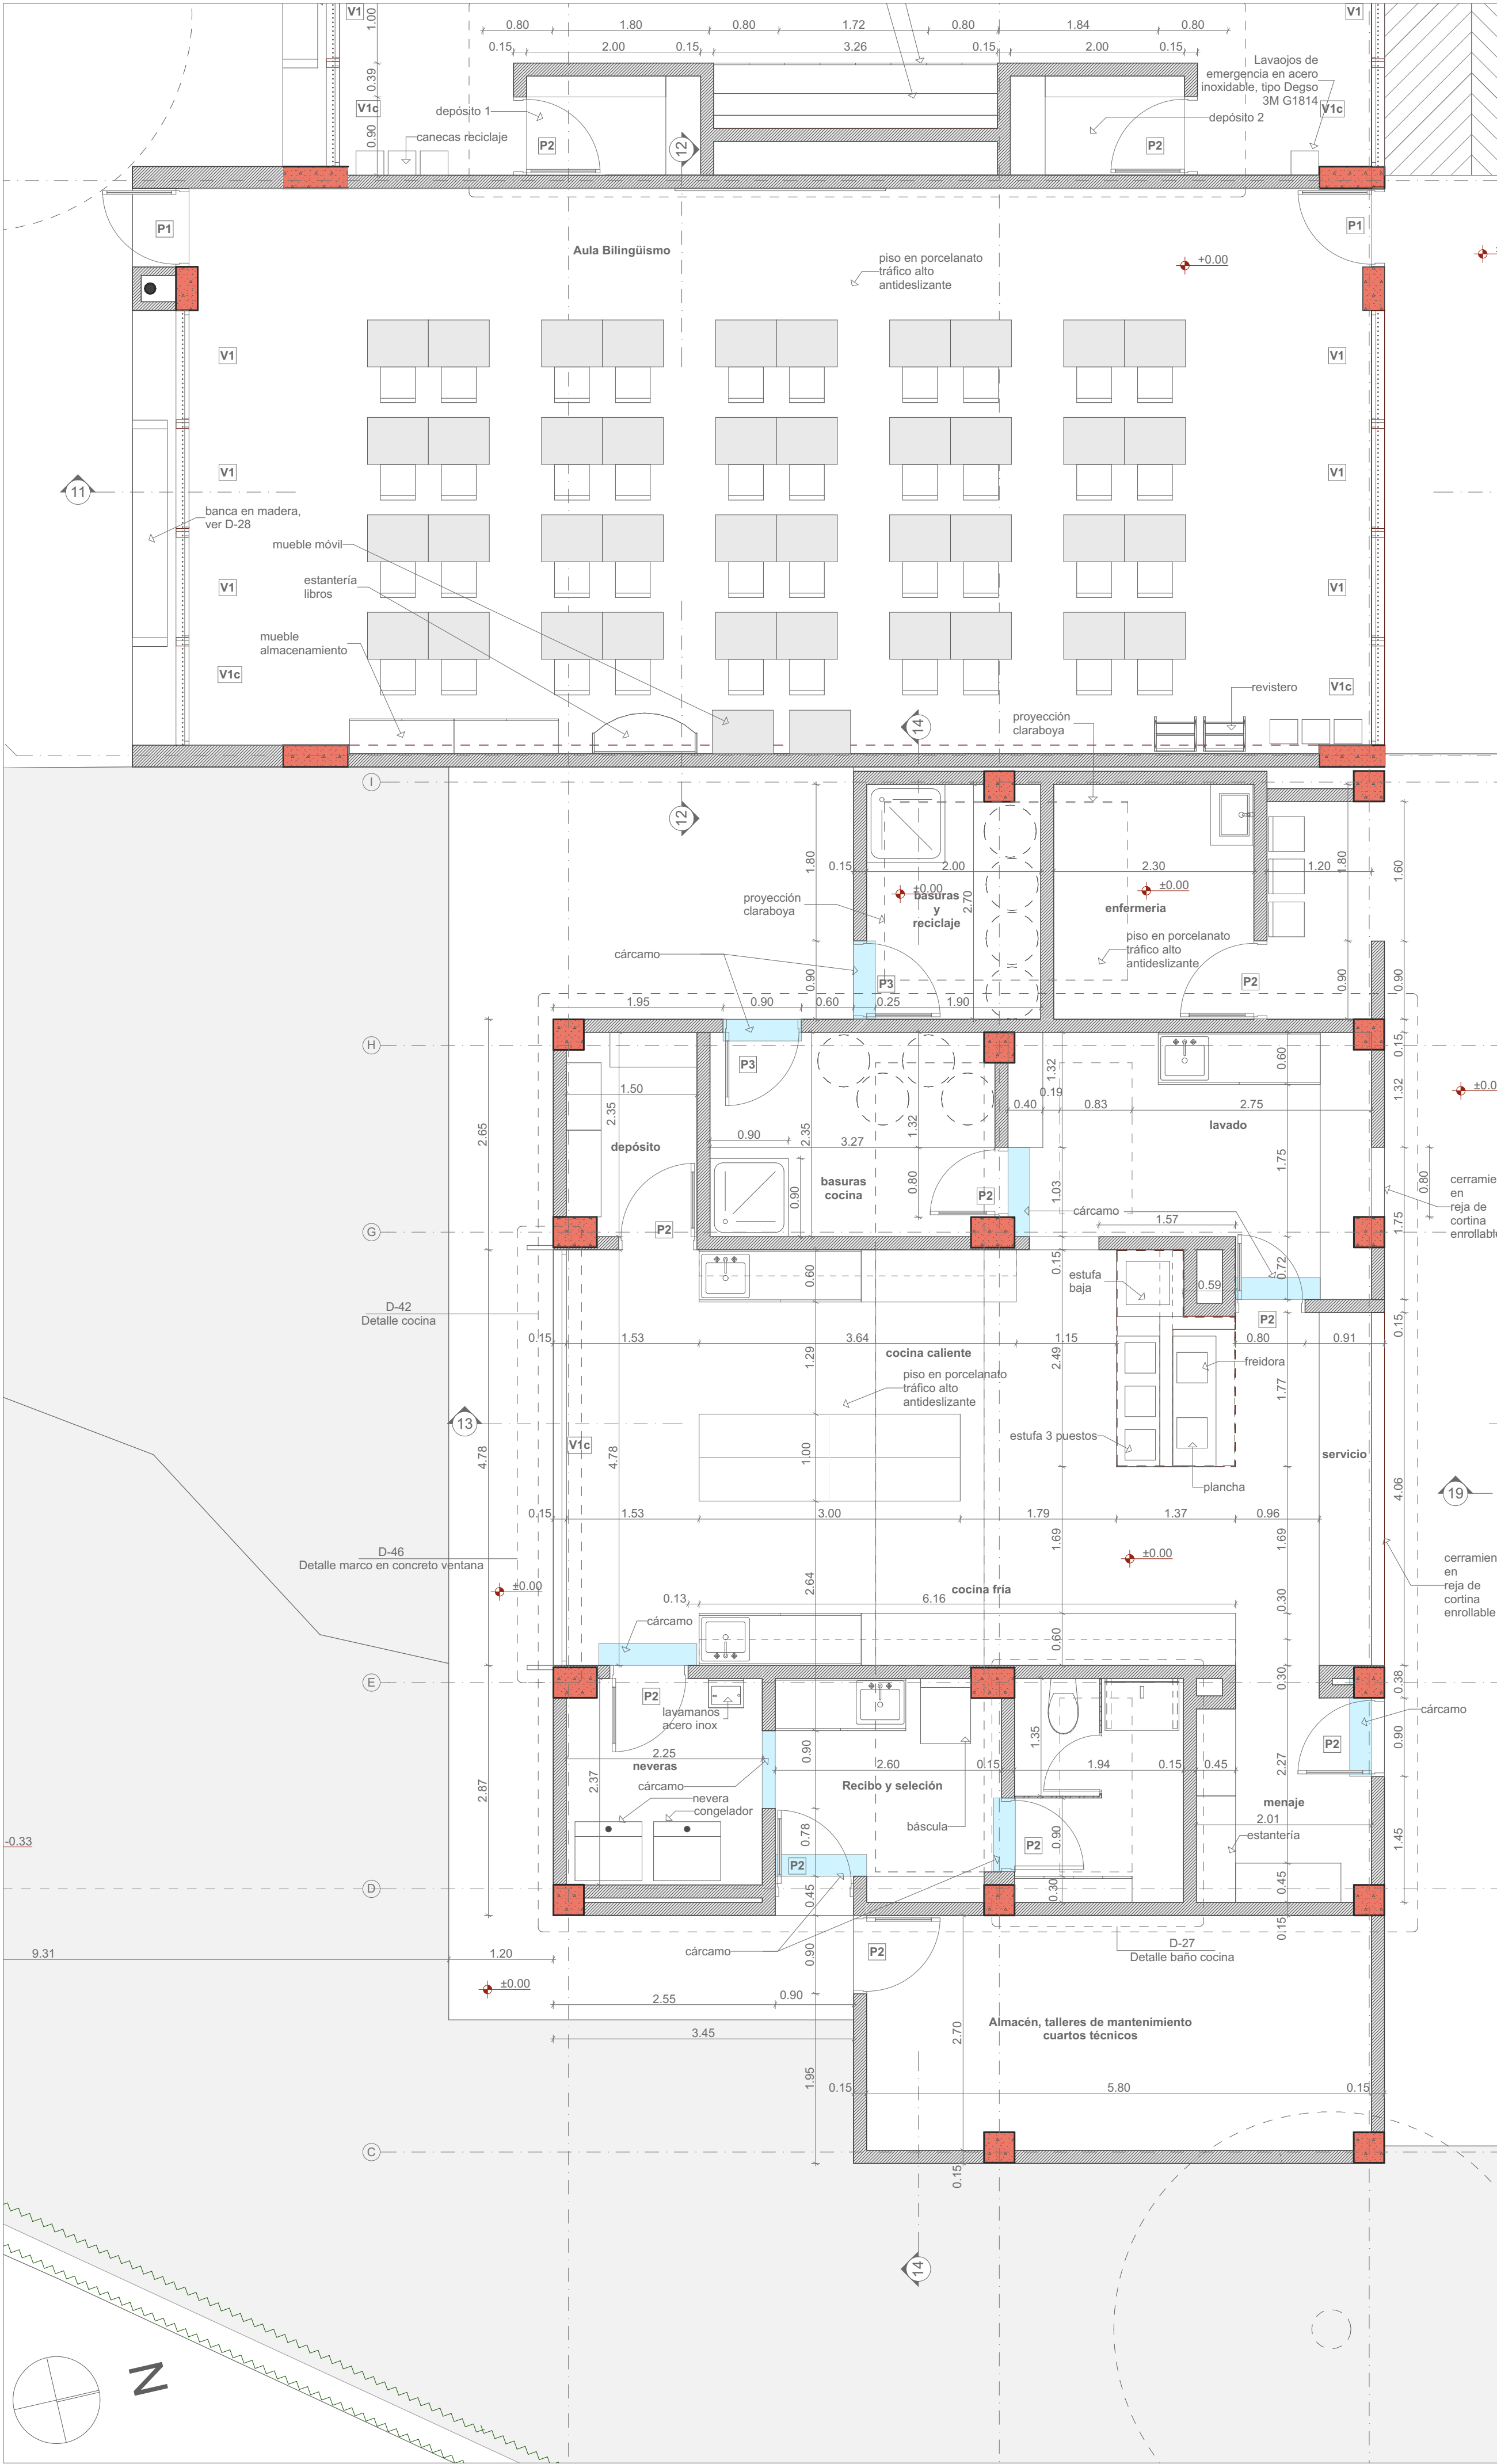 V1
1.00
0.80
1.80
0.80
1.72
0.80
1.84
0.80
V1
0.15
2.00
0.15
3.26
0.15
2.00
0.15
0.39
Lavaojos de
emergencia en acero
inoxidable, tipo Degso
3M G1814
V1c
depósito 1
depósito 2
V1c
0.90
canecas reciclaje
P2
12
P2
P1
P1
Aula Bilingüismo
piso en porcelanato
tráfico alto
antideslizante
+0.00
V1
V1
V1
V1
11
banca en madera,
ver D-28
mueble móvil
estantería
libros
V1
V1
mueble
almacenamiento
V1c
V1c
revistero
14
proyección
claraboya
I
12
1.80
0.15
2.00
2.30
1.80
1.20
1.60
±0.00
±0.00
basuras
y
reciclaje
2.70
enfermeria
proyección
claraboya
piso en porcelanato
tráfico alto
antideslizante
cárcamo
0.90
P3
P2
0.90
0.90
1.95
0.90
0.60
0.25
1.90
H
P3
0.15
0.60
1.32
0.19
1.32
±0.0
1.50
2.35
2.65
0.40
0.83
2.75
lavado
0.90
3.27
2.35
1.32
depósito
basuras
cocina
0.90
0.80
P2
1.03
1.75
0.80
cerramie
en
reja de
cortina
enrollable
cárcamo
1.57
1.75
G
P2
0.60
0.15
estufa
baja
0.59
0.72
D-42
Detalle cocina
P2
0.15
0.15
1.53
3.64
1.15
0.80
0.91
1.29
cocina caliente
2.49
freidora
piso en porcelanato
tráfico alto
antideslizante
1.77
13
V1c
estufa 3 puestos
servicio
4.78
4.78
1.00
plancha
4.06
19
0.15
1.53
3.00
1.79
1.37
0.96
D-46
Detalle marco en concreto ventana
1.69
1.69
±0.00
cerramien
en
reja de
cortina
enrollable
±0.00
2.64
cocina fría
0.13
6.16
0.30
cárcamo
0.60
E
0.30
0.38
P2
lavamanos
acero inox
cárcamo
1.35
0.90
P2
0.90
2.25
neveras
2.60
0.15
1.94
0.15
0.45
2.27
cárcamo
Recibo y seleción
2.37
2.87
nevera
congelador
menaje
2.01
báscula
0.78
estantería
-0.33
0.90
P2
1.45
P2
D
0.45
0.30
0.45
0.15
9.31
1.20
cárcamo
0.90
P2
D-27
Detalle baño cocina
±0.00
2.55
0.90
3.45
2.70
Almacén, talleres de mantenimiento
cuartos técnicos
1.95
0.15
5.80
0.15
C
0.15
14
N